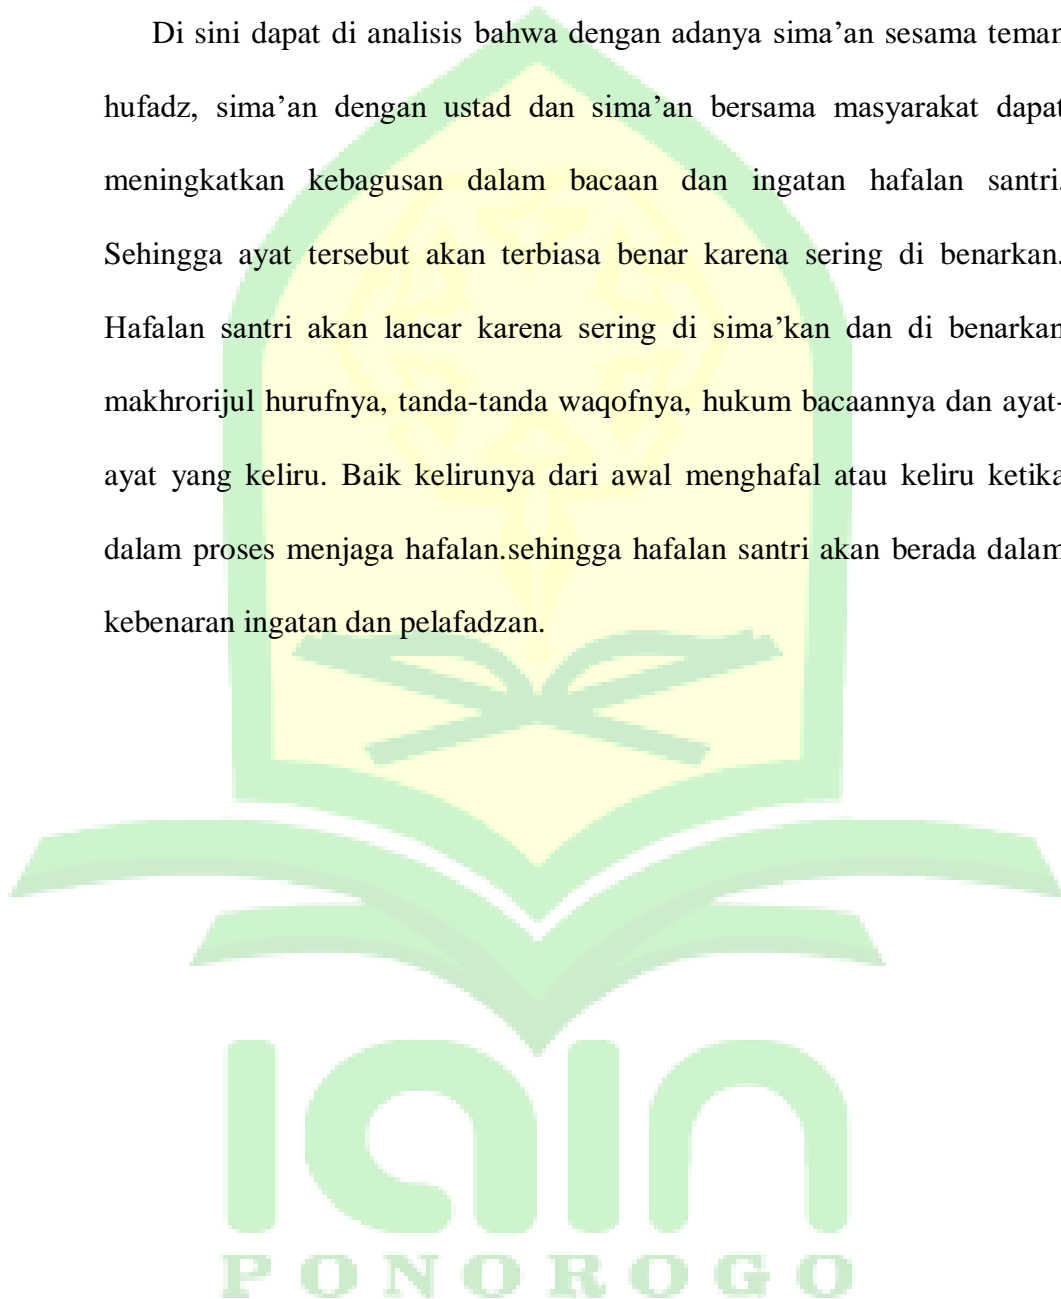 Di sini dapat di analisis bahwa dengan adanya sima’an sesama teman
hufadz, sima’an dengan ustad dan sima’an bersama masyarakat dapat
meningkatkan kebagusan dalam bacaan dan ingatan hafalan santri.
Sehingga ayat tersebut akan terbiasa benar karena sering di benarkan.
Hafalan santri akan lancar karena sering di sima’kan dan di benarkan
makhrorijul hurufnya, tanda-tanda waqofnya, hukum bacaannya dan ayat-
ayat yang keliru. Baik kelirunya dari awal menghafal atau keliru ketika
dalam proses menjaga hafalan.sehingga hafalan santri akan berada dalam
kebenaran ingatan dan pelafadzan.
iain
PONOROGO